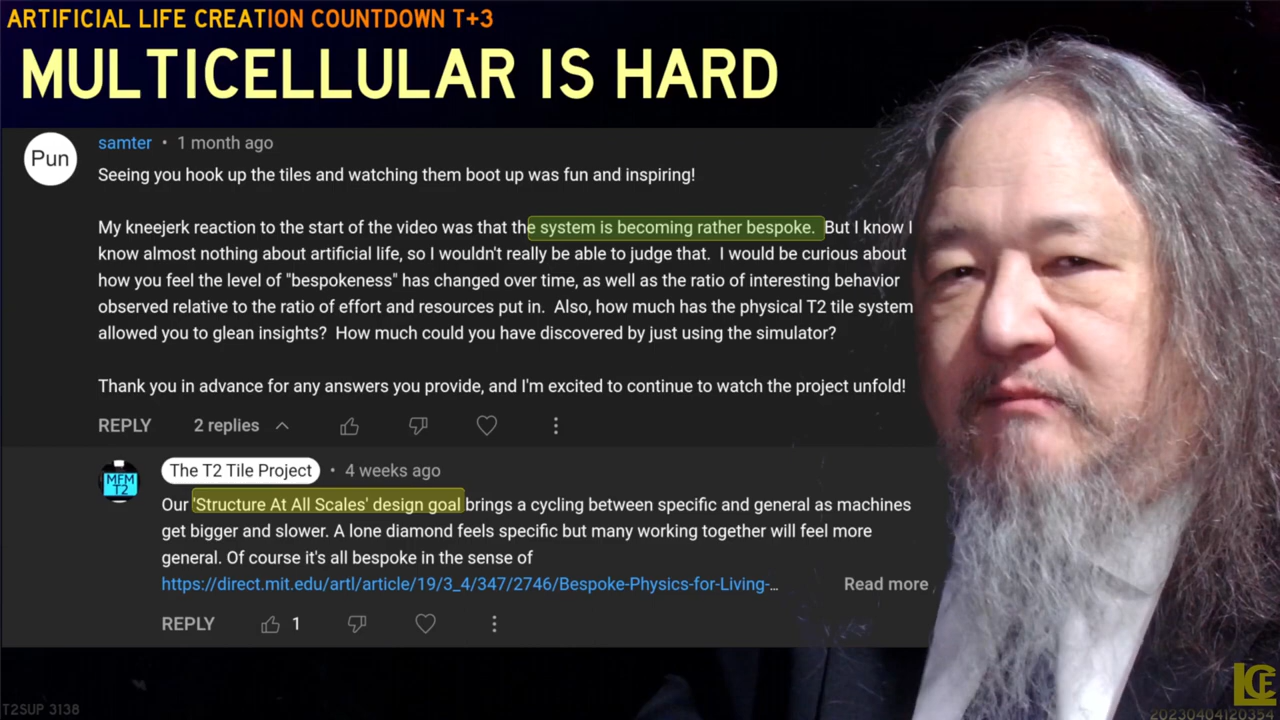 ARTIFICIAL LIFE CREATION COUNTDOWN T+3
MULTICELLULAR IS HARD
Pun
samter • 1 month ago
Seeing you hook up the tiles and watching them boot up was fun and inspiring!
My kneejerk reaction to the start of the video was that the system is becoming rather bespoke. But I know I
know almost nothing about artificial life, so I wouldn't really be able to judge that. I would be curious about
how you feel the level of "bespokeness" has changed over time, as well as the ratio of interesting behavior
observed relative to the ratio of effort and resources put in. Also, how much has the physical T2 tile system
allowed you to glean insights? How much could you have discovered by just using the simulator?
Thank you in advance for any answers you provide, and I'm excited to continue to watch the project unfold!
REPLY 2 replies
MFM
T2
The T2 Tile Project • 4 weeks ago
Our 'Structure At All Scales' design goal brings a cycling between specific and general as machines
get bigger and slower. A lone diamond feels specific but many working together will feel more
general. Of course it's all bespoke in the sense of
https://direct.mit.edu/artl/article/19/3_4/347/2746/Bespoke-Physics-for-Living-...
Read more
REPLY 1
T2SUP 3138
20230404120354